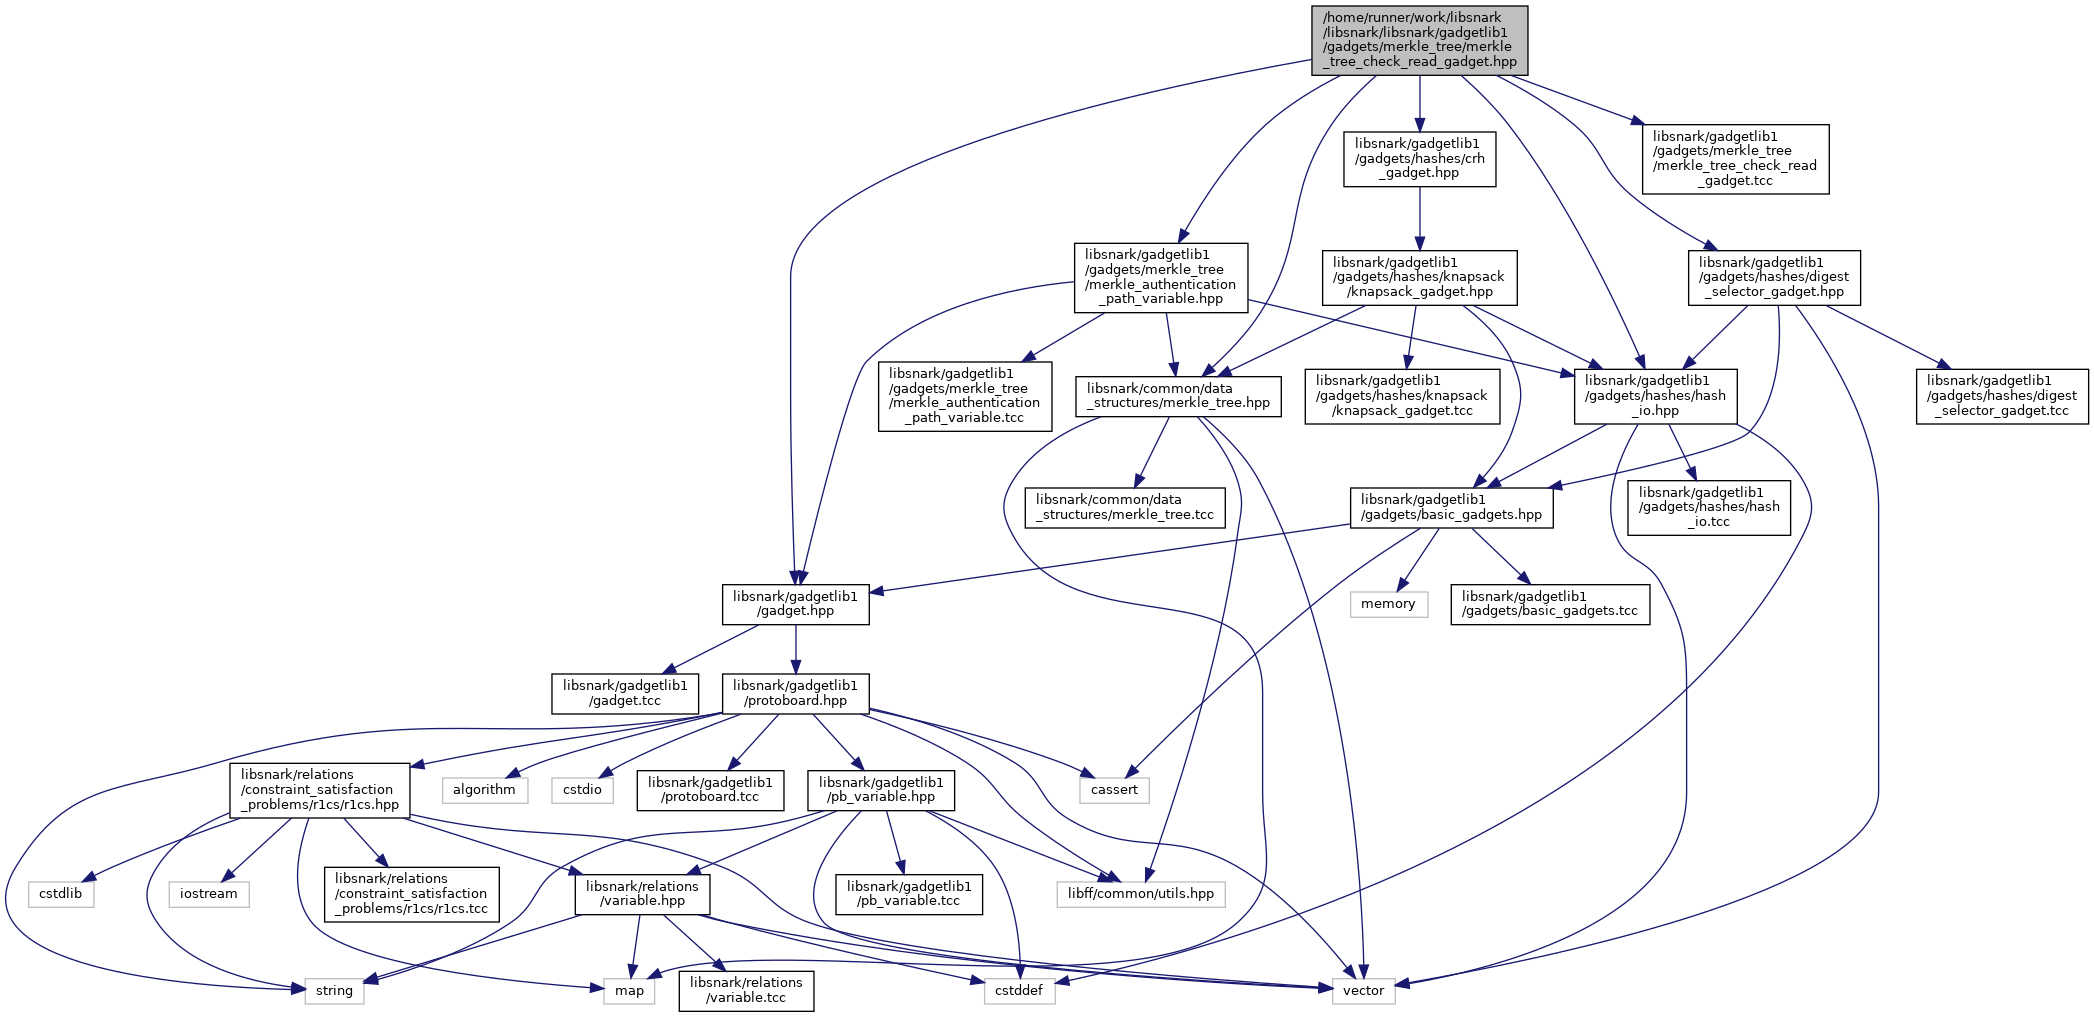 /home/runner/work/libsnark
/libsnark/libsnark/gadgetlib1
/gadgets/merkle_tree/merkle
_tree_check_read_gadget.hpp
libsnark/gadgetlib1
/gadgets/merkle_tree
/merkle_tree_check_read
_gadget.tcc
libsnark/gadgetlib1
/gadgets/hashes/crh
_gadget.hpp
libsnark/gadgetlib1
/gadgets/merkle_tree
/merkle_authentication
_path_variable.hpp
libsnark/gadgetlib1
/gadgets/hashes/knapsack
/knapsack_gadget.hpp
libsnark/gadgetlib1
/gadgets/hashes/digest
_selector_gadget.hpp
libsnark/gadgetlib1
/gadgets/merkle_tree
/merkle_authentication
_path_variable.tcc
libsnark/common/data
_structures/merkle_tree.hpp
libsnark/gadgetlib1
/gadgets/hashes/knapsack
/knapsack_gadget.tcc
libsnark/gadgetlib1
/gadgets/hashes/hash
_io.hpp
libsnark/gadgetlib1
/gadgets/hashes/digest
_selector_gadget.tcc
libsnark/common/data
_structures/merkle_tree.tcc
libsnark/gadgetlib1
/gadgets/basic_gadgets.hpp
libsnark/gadgetlib1
/gadgets/hashes/hash
_io.tcc
libsnark/gadgetlib1
/gadget.hpp
memory
libsnark/gadgetlib1
/gadgets/basic_gadgets.tcc
libsnark/gadgetlib1
/gadget.tcc
libsnark/gadgetlib1
/protoboard.hpp
libsnark/relations
/constraint_satisfaction
_problems/r1cs/r1cs.hpp
algorithm
cstdio
libsnark/gadgetlib1
/protoboard.tcc
libsnark/gadgetlib1
/pb_variable.hpp
cassert
cstdlib
iostream
libsnark/relations
/constraint_satisfaction
_problems/r1cs/r1cs.tcc
libsnark/relations
/variable.hpp
libsnark/gadgetlib1
/pb_variable.tcc
libff/common/utils.hpp
string
map
libsnark/relations
/variable.tcc
cstddef
vector